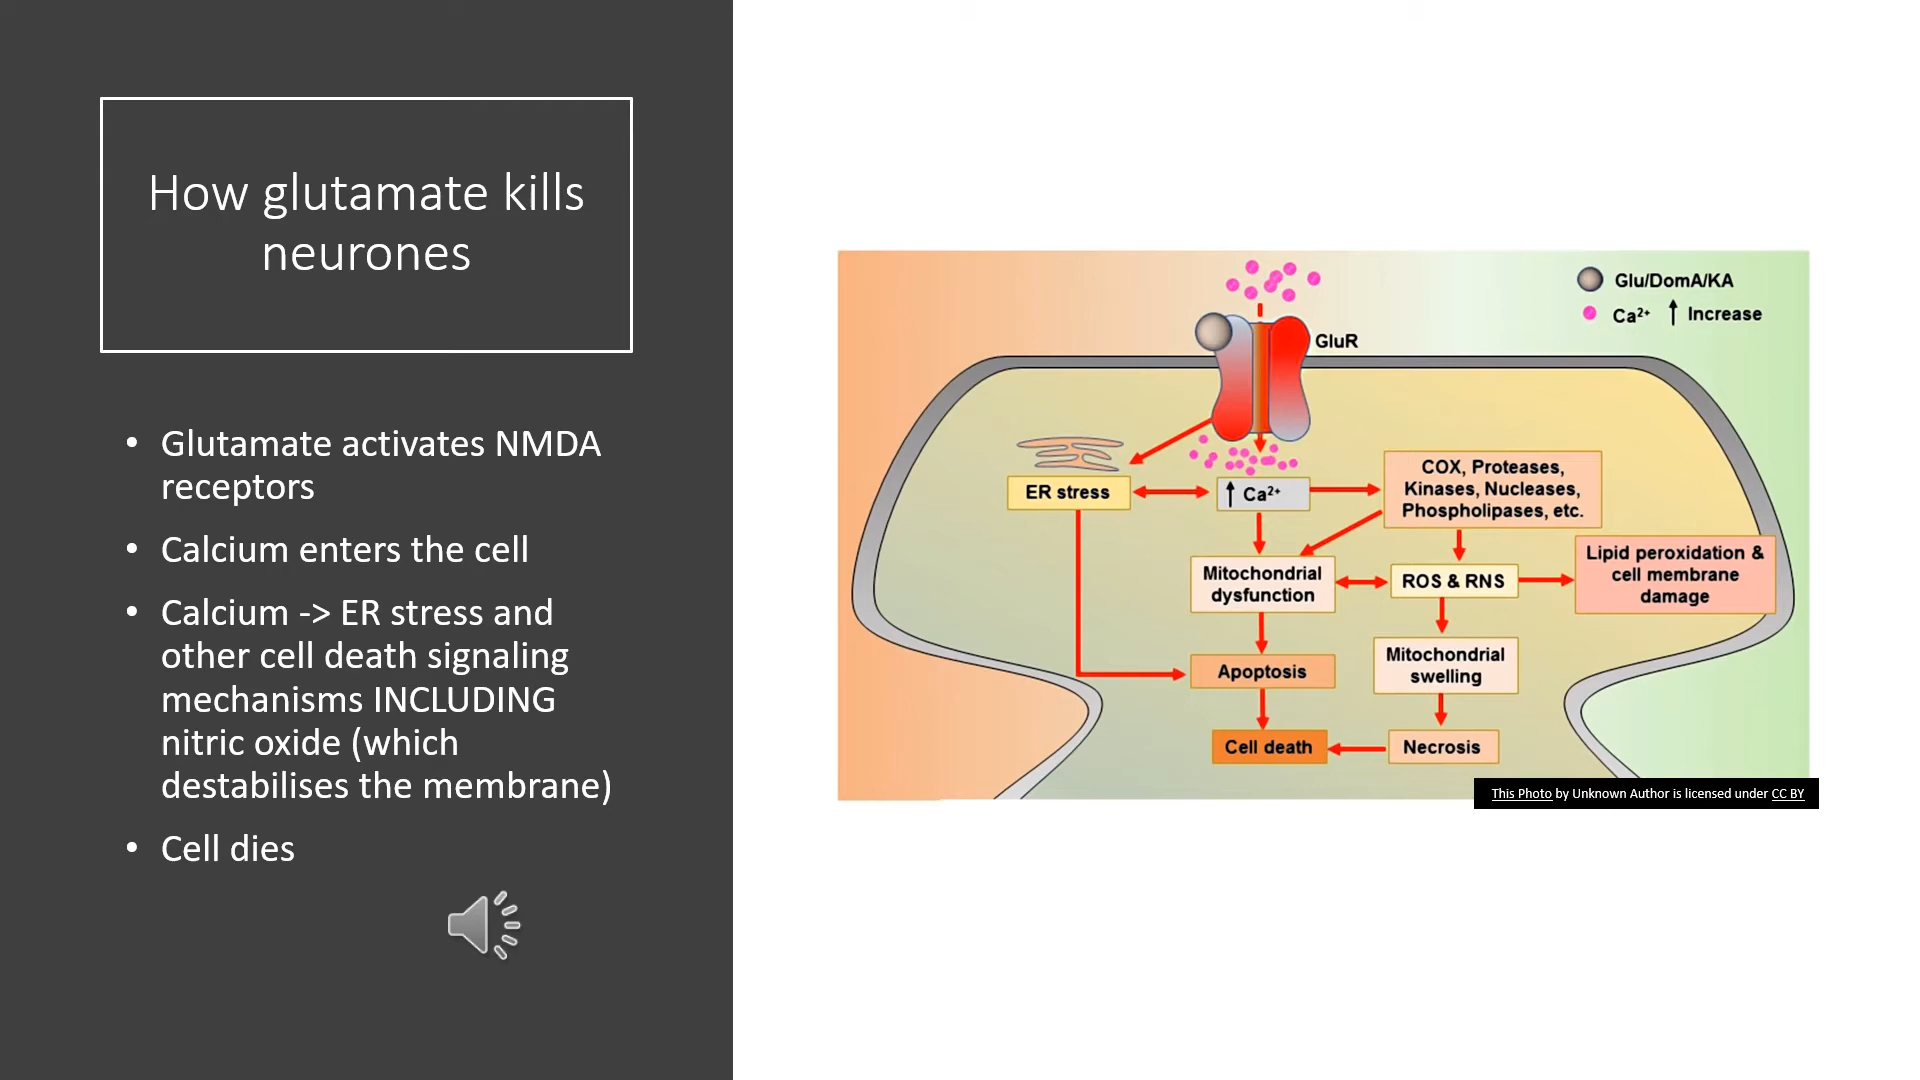 How glutamate kills
neurones
• Glutamate activates NMDA
receptors
• Calcium enters the cell
• Calcium -> ER stress and
other cell death signaling
mechanisms INCLUDING
nitric oxide (which
destabilises the membrane)
• Cell dies
Glu/DomA/KA
Ca²⁺ ↑ Increase
GluR
ER stress
↑ Ca²⁺
COX, Proteases,
Kinases, Nucleases,
Phospholipases, etc.
Mitochondrial
dysfunction
ROS & RNS
Lipid peroxidation &
cell membrane
damage
Apoptosis
Mitochondrial
swelling
Cell death
Necrosis
This Photo by Unknown Author is licensed under CC BY